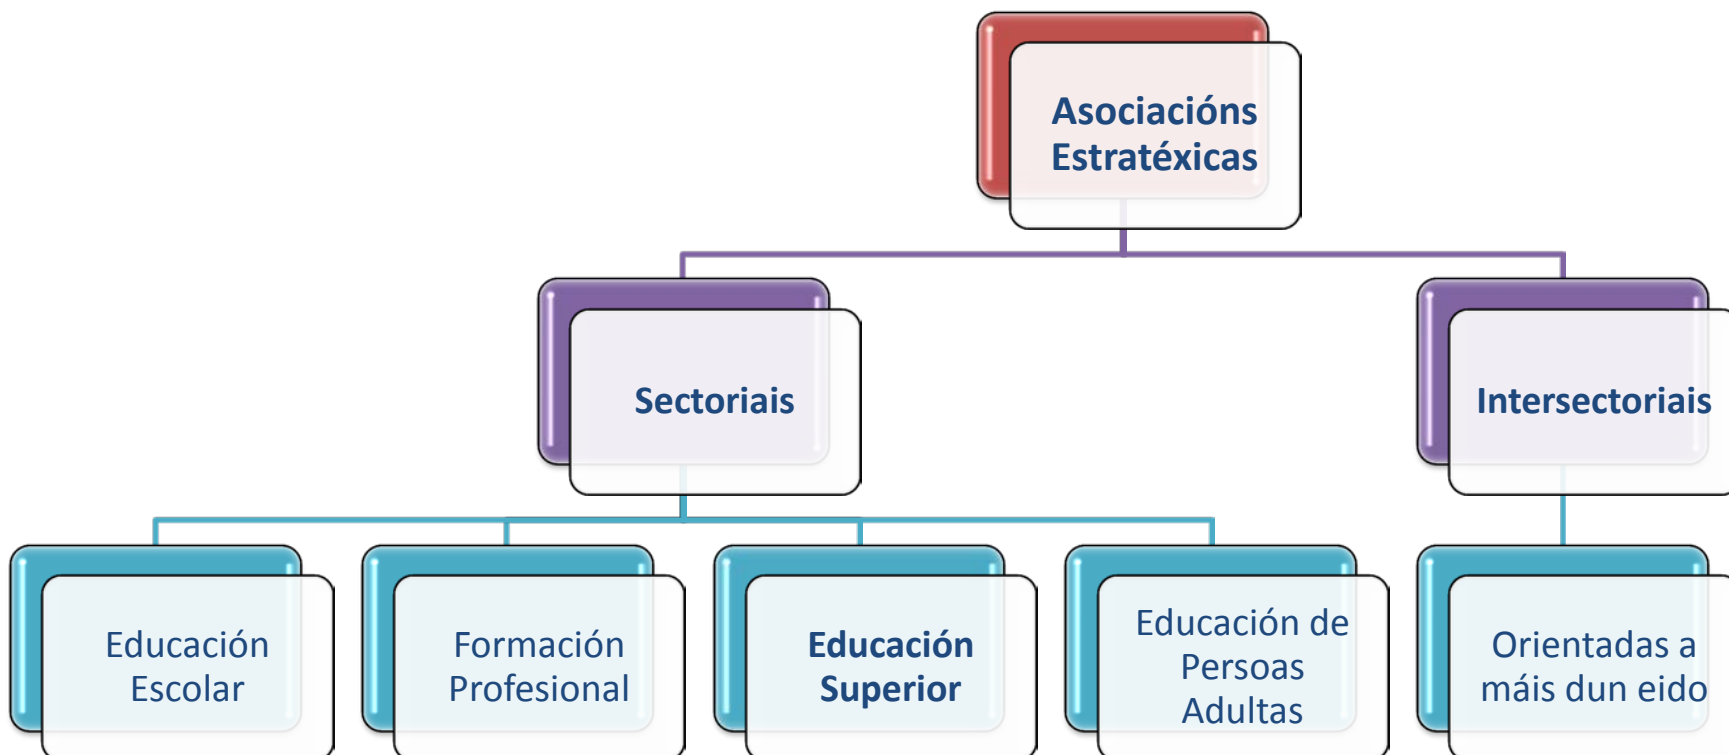 Asociacións
Estratéxicas
Sectoriais
Intersectoriais
Educación
Escolar
Formación
Profesional
Educación
Superior
Educación de
Persoas
Adultas
Orientadas a
máis dun eido